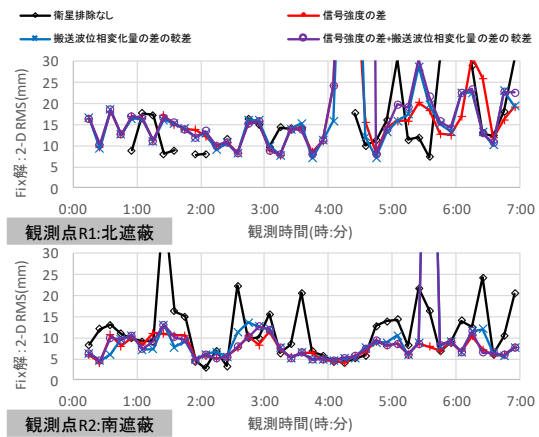 衛星排除なし 信号強度の差
搬送波位相変化量の差の較差 信号強度の差+搬送波位相変化量の差の較差
Fix解：2-D RMS(mm)
30
25
20
15
10
5
0
0:00 1:00 2:00 3:00 4:00 5:00 6:00 7:00
観測点R1:北遮蔽 観測時間(時:分)
Fix解：2-D RMS(mm)
30
25
20
15
10
5
0
0:00 1:00 2:00 3:00 4:00 5:00 6:00 7:00
観測点R2:南遮蔽 観測時間(時:分)